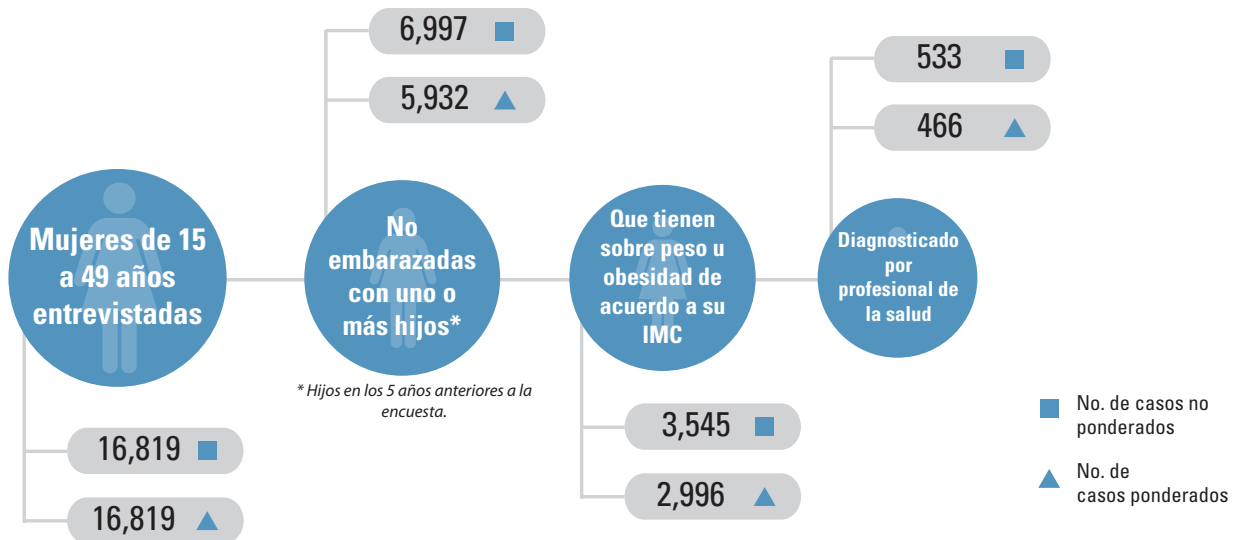 6,997
5,932
533
466
Mujeres de 15
a 49 años
entrevistadas
No
embarazadas
con uno o
más hijos*
Que tienen
sobre peso u
obesidad de
acuerdo a su
IMC
Diagnosticado
por
profesional de
la salud
* Hijos en los 5 años anteriores a la
encuesta.
16,819
16,819
3,545
2,996
No. de casos no
ponderados
No. de
casos ponderados